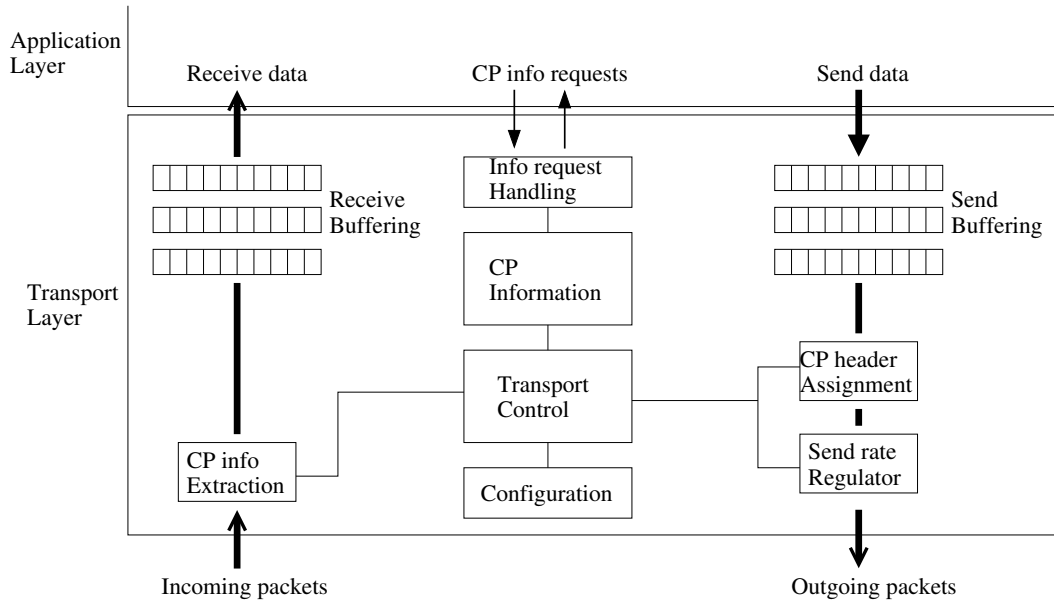 Application
Layer
Receive data
CP info requests
Send data
Info request
Handling
Receive
Buffering
Send
Buffering
CP
Information
Transport
Layer
CP header
Assignment
Transport
Control
CP info
Extraction
Send rate
Regulator
Configuration
Incoming packets
Outgoing packets